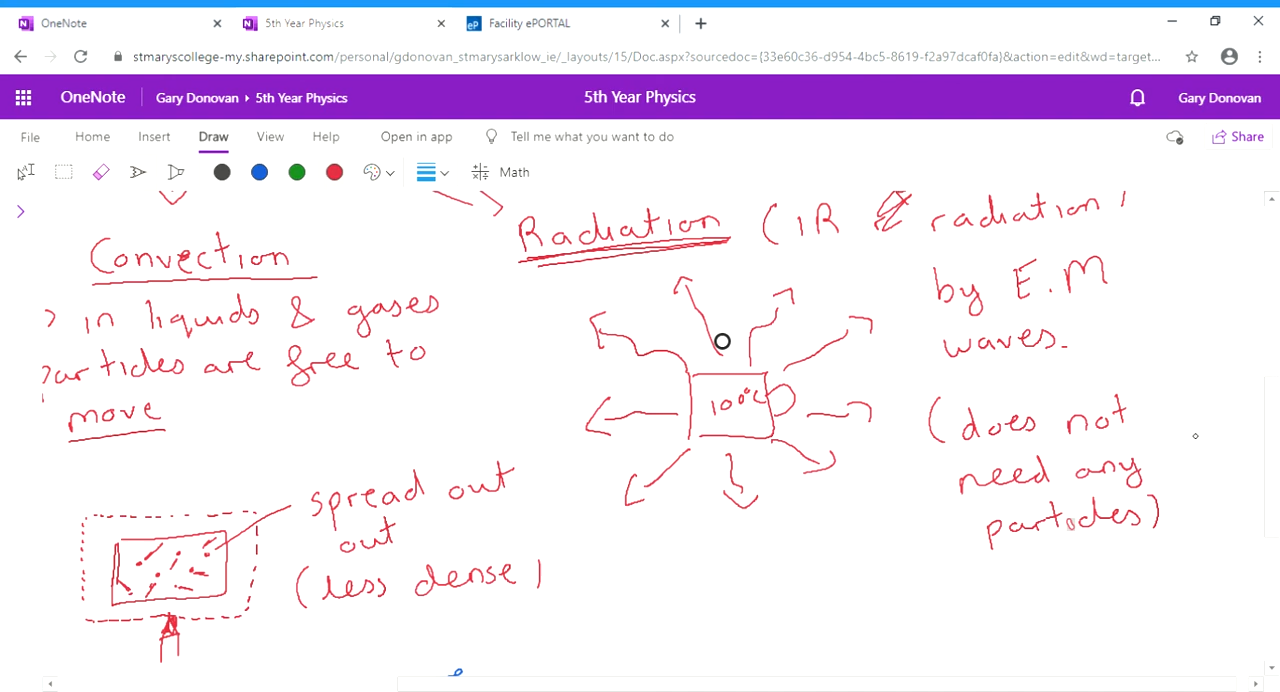 OneNote
5th Year Physics
Facility ePORTAL
stmaryscollege-my.sharepoint.com/personal/gdonovan_stmarysarklow_ie/_layouts/15/Doc.aspx?sourcedoc={33e60c36-d954-4bc5-8619-f2a97dcaf0fa}&action=edit&wd=target...
OneNote
Gary Donovan › 5th Year Physics
5th Year Physics
Gary Donovan
File
Home
Insert
Draw
View
Help
Open in app
Tell me what you want to do
Share
Math
Convection
in liquids & gases
particles are free to
move
spread out
out
(less dense)
Radiation (IR radiation)
by E.M
waves.
100°C
(does not
need any
particles)